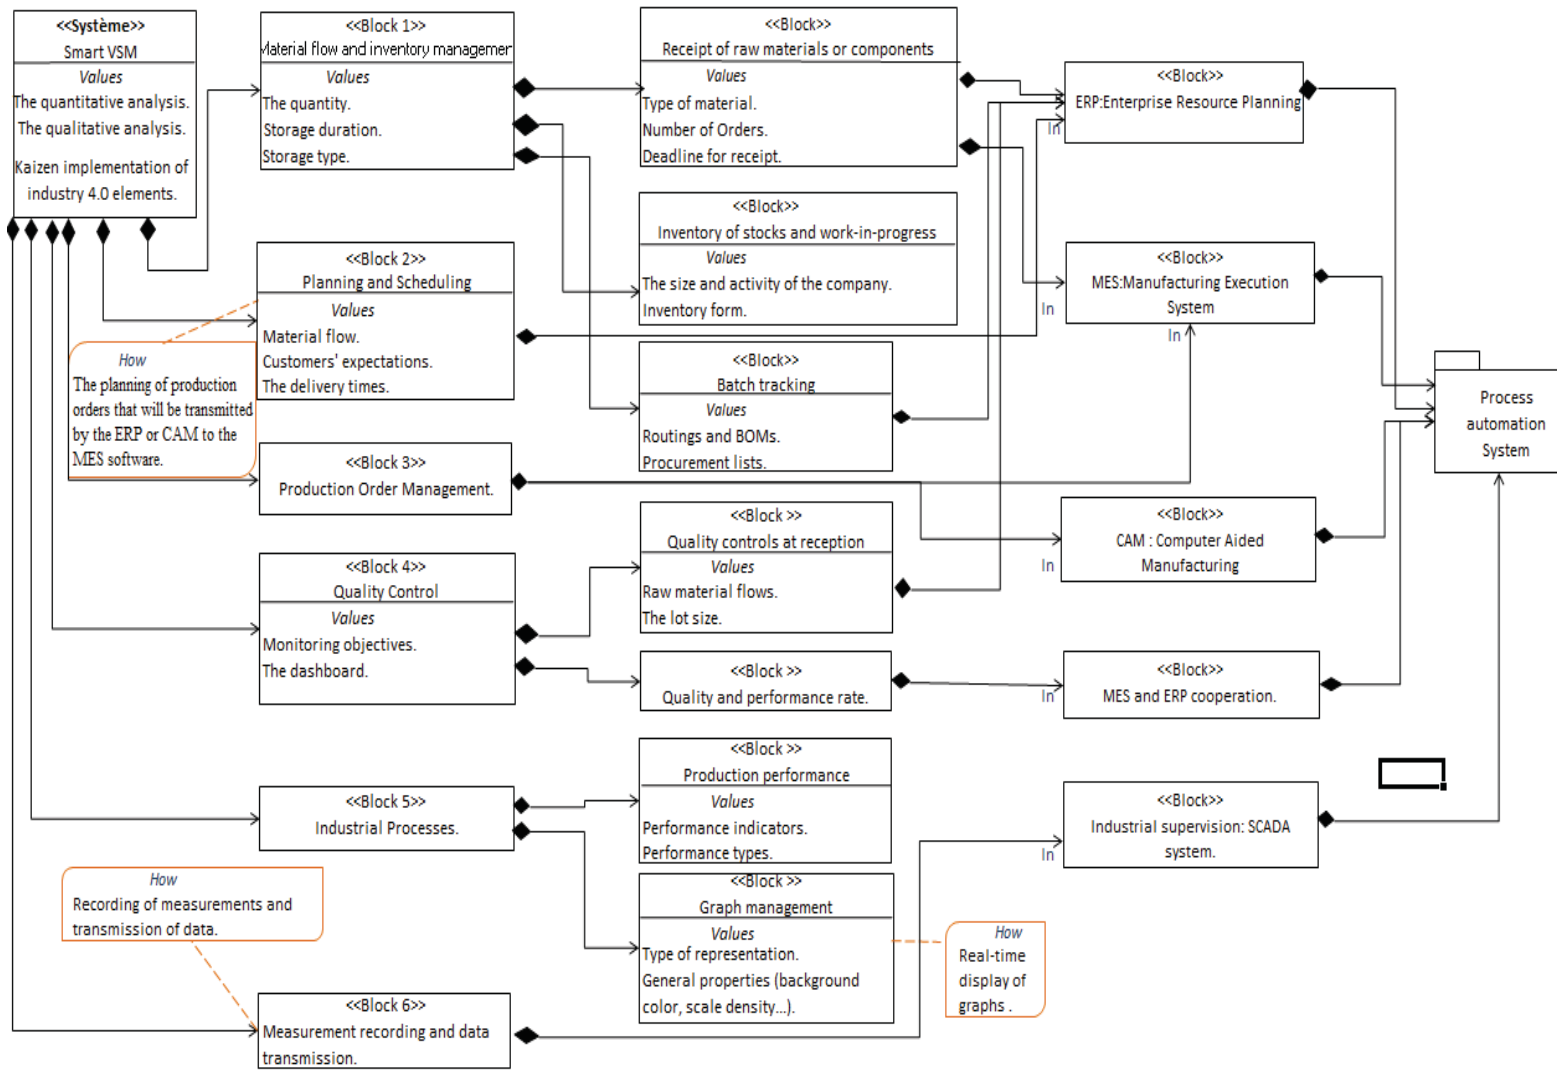 <<Système>>
Smart VSM
Values
The quantitative analysis.
The qualitative analysis.
Kaizen implementation of
industry 4.0 elements.
<<Block 1>>
Material flow and inventory managemer
Values
The quantity.
Storage duration.
Storage type.
<<Block 2>>
Planning and Scheduling
Values
Material flow.
Customers' expectations.
The delivery times.
How
The planning of production
orders that will be transmitted
by the ERP or CAM to the
MES software.
<<Block 3>>
Production Order Management.
<<Block 4>>
Quality Control
Values
Monitoring objectives.
The dashboard.
<<Block 5>>
Industrial Processes.
How
Recording of measurements and
transmission of data.
<<Block 6>>
Measurement recording and data
transmission.
<<Block>>
Receipt of raw materials or components
Values
Type of material.
Number of Orders.
Deadline for receipt.
<<Block>>
Inventory of stocks and work-in-progress
Values
The size and activity of the company.
Inventory form.
<<Block>>
Batch tracking
Values
Routings and BOMs.
Procurement lists.
<<Block >>
Quality controls at reception
Values
Raw material flows.
The lot size.
<<Block >>
Quality and performance rate.
<<Block >>
Production performance
Values
Performance indicators.
Performance types.
<<Block >>
Graph management
Values
Type of representation.
General properties (background
color, scale density...).
How
Real-time
display of
graphs .
<<Block>>
ERP:Enterprise Resource Planning
In
<<Block>>
MES:Manufacturing Execution
System
In
In
<<Block>>
CAM : Computer Aided
Manufacturing
In
<<Block>>
MES and ERP cooperation.
In
<<Block>>
Industrial supervision: SCADA
system.
In
Process
automation
System